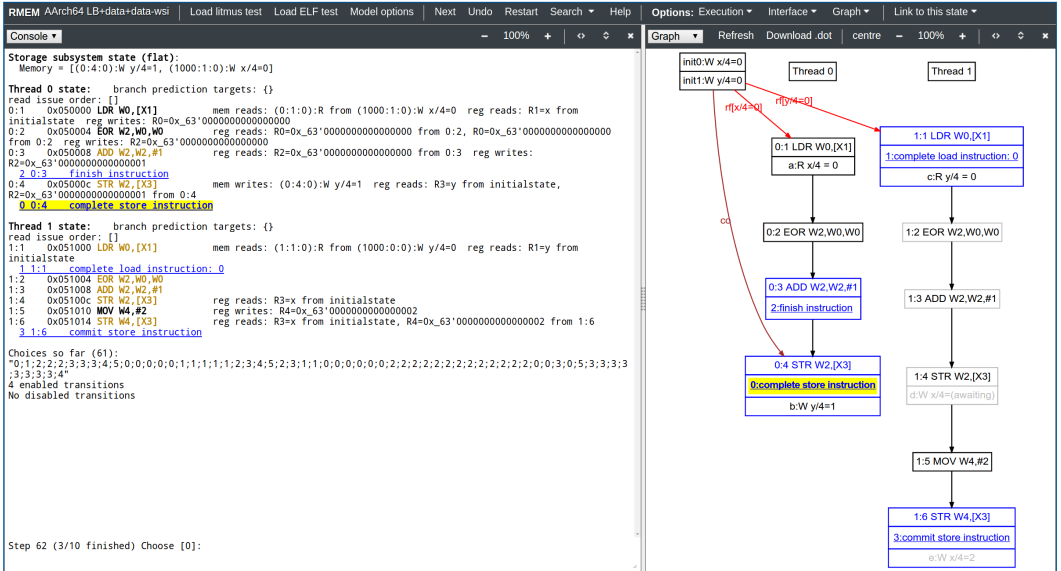 RMEM AArch64 LB+data+data-wsi Load litmus test Load ELF test Model options Next Undo Restart Search Help Options: Execution Interface Graph Link to this state
Console
100% +
Graph Refresh Download .dot centre 100% +
Storage subsystem state (flat):
Memory = [(0:4:0):W y/4=1, (1000:1:0):W x/4=0]
Thread 0 state: branch prediction targets: {}
read issue order: []
0:1 0x050000 LDR W0,[X1] mem reads: (0:1:0):R from (1000:1:0):W x/4=0 reg reads: R1=x from
initialstate reg writes: R0=0x_63'0000000000000000
0:2 0x050004 EOR W2,W0,W0 reg reads: R0=0x_63'0000000000000000 from 0:2, R0=0x_63'0000000000000000
from 0:2 reg writes: R2=0x_63'0000000000000000
0:3 0x050008 ADD W2,W2,#1 reg reads: R2=0x_63'0000000000000000 from 0:3 reg writes:
R2=0x_63'0000000000000001
2 0:3 finish instruction
0:4 0x05000c STR W2,[X3] mem writes: (0:4:0):W y/4=1 reg reads: R3=y from initialstate,
R2=0x_63'0000000000000001 from 0:4
0 0:4 complete store instruction
Thread 1 state: branch prediction targets: {}
read issue order: []
1:1 0x051000 LDR W0,[X1] mem reads: (1:1:0):R from (1000:0:0):W y/4=0 reg reads: R1=y from
initialstate
1 1:1 complete load instruction: 0
1:2 0x051004 EOR W2,W0,W0
1:3 0x051008 ADD W2,W2,#1
1:4 0x05100c STR W2,[X3] reg reads: R3=x from initialstate
1:5 0x051010 MOV W4,#2 reg writes: R4=0x_63'0000000000000002
1:6 0x051014 STR W4,[X3] reg reads: R3=x from initialstate, R4=0x_63'0000000000000002 from 1:6
3 1:6 commit store instruction
Choices so far (61):
"0;1;2;2;2;3;3;3;4;5;0;0;0;0;0;1;1;1;1;1;2;3;4;5;2;3;1;1;0;0;0;0;0;0;2;2;2;2;2;2;2;2;2;2;2;2;2;2;0;0;3;0;5;3;3;3;3
;3;3;3;3;4"
4 enabled transitions
No disabled transitions
Step 62 (3/10 finished) Choose [0]:
init0:W x/4=0
init1:W y/4=0
Thread 0
Thread 1
rf[x/4=0]
rf[y/4=0]
co
0:1 LDR W0,[X1]
a:R x/4 = 0
0:2 EOR W2,W0,W0
0:3 ADD W2,W2,#1
2:finish instruction
0:4 STR W2,[X3]
0:complete store instruction
b:W y/4=1
1:1 LDR W0,[X1]
1:complete load instruction: 0
c:R y/4 = 0
1:2 EOR W2,W0,W0
1:3 ADD W2,W2,#1
1:4 STR W2,[X3]
d:W x/4=(awaiting)
1:5 MOV W4,#2
1:6 STR W4,[X3]
3:commit store instruction
e:W x/4=2